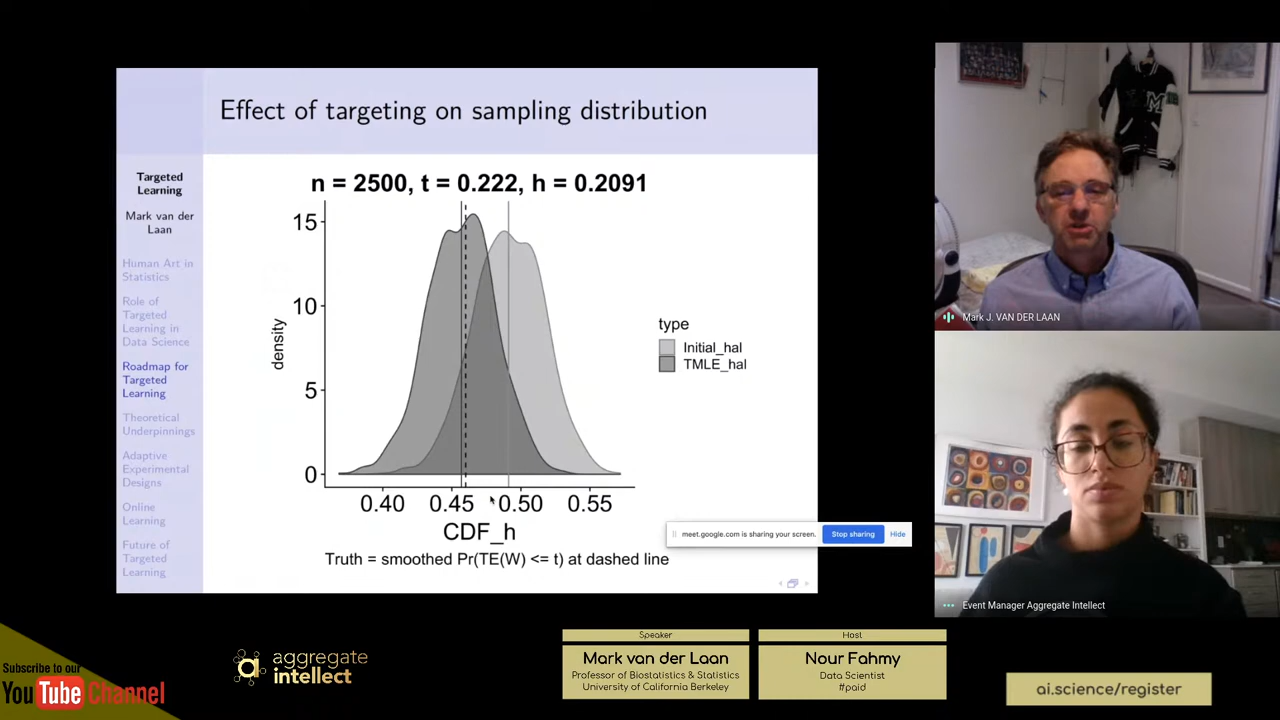 Effect of targeting on sampling distribution
Targeted
Learning
Mark van der
Laan
Human Art in
Statistics
Role of
Targeted
Learning in
Data Science
Roadmap for
Targeted
Learning
Theoretical
Underpinnings
Adaptive
Experimental
Designs
Online
Learning
Future of
Targeted
Learning
n = 2500, t = 0.222, h = 0.2091
15
10
5
0
density
0.40 0.45 0.50 0.55
CDF_h
type
Initial_hal
TMLE_hal
Truth = smoothed Pr(TE(W) <= t) at dashed line
meet.google.com is sharing your screen.
Stop sharing
Hide
M
Mark J. VAN DER LAAN
Event Manager Aggregate Intellect
Subscribe to our
YouTube Channel
a
aggregate
intellect
Speaker
Mark van der Laan
Professor of Biostatistics & Statistics
University of California Berkeley
Host
Nour Fahmy
Data Scientist
#paid
ai.science/register